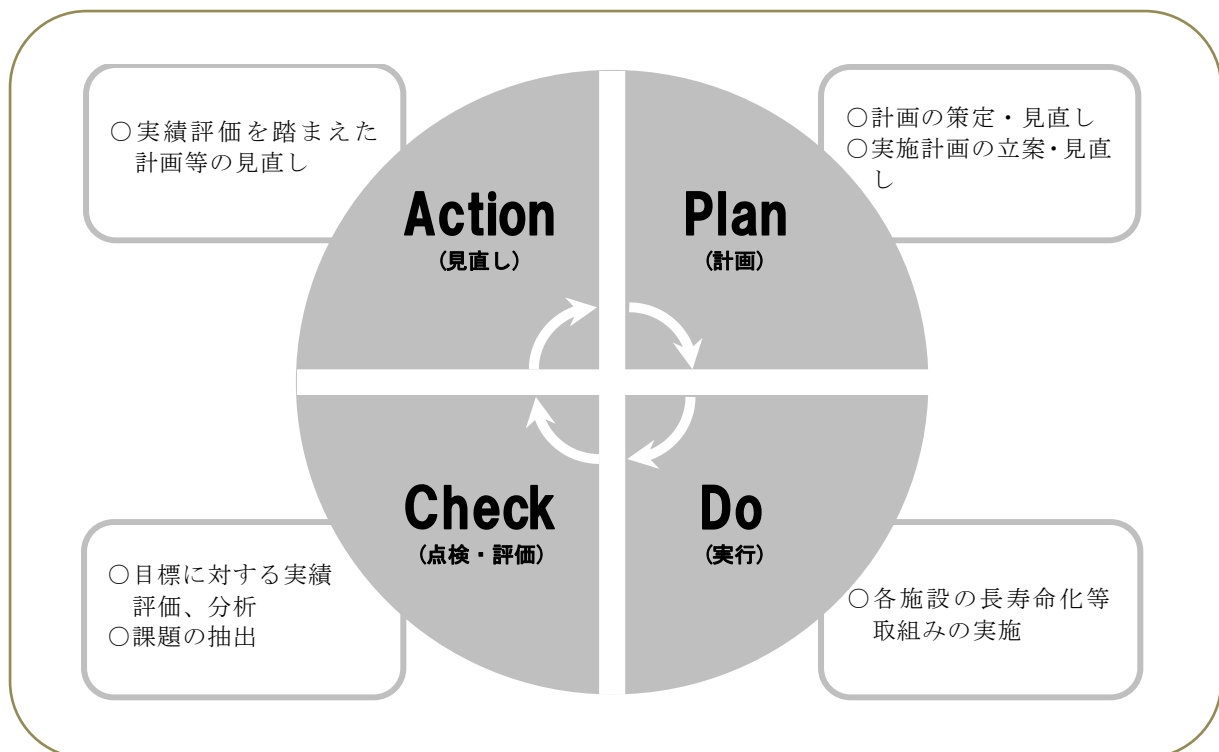 ○実績評価を踏まえた
計画等の見直し
○計画の策定・見直し
○実施計画の立案・見直
し
Action
(見直し)
Plan
(計画)
Check
(点検・評価)
Do
(実行)
○目標に対する実績
評価、分析
○課題の抽出
○各施設の長寿命化等
取組みの実施